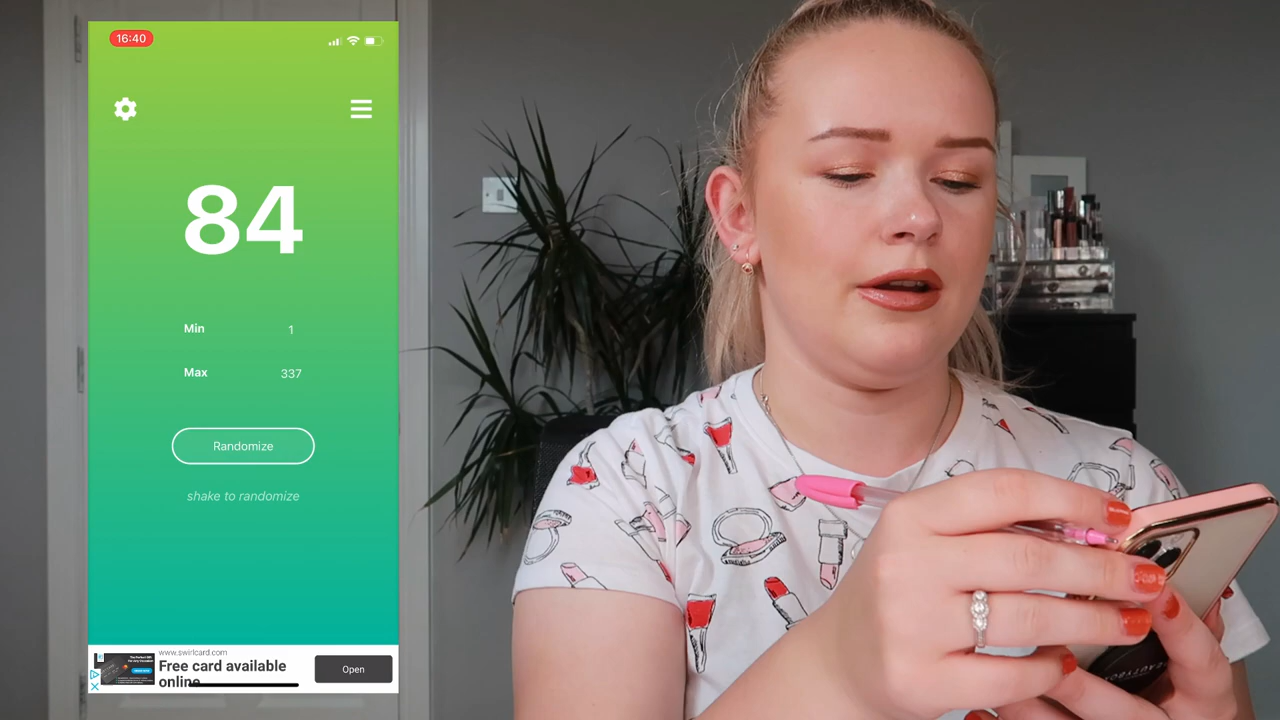 16:40
84
Min 1
Max 337
Randomize
shake to randomize
www.swirlcard.com
Free card available
online
Open